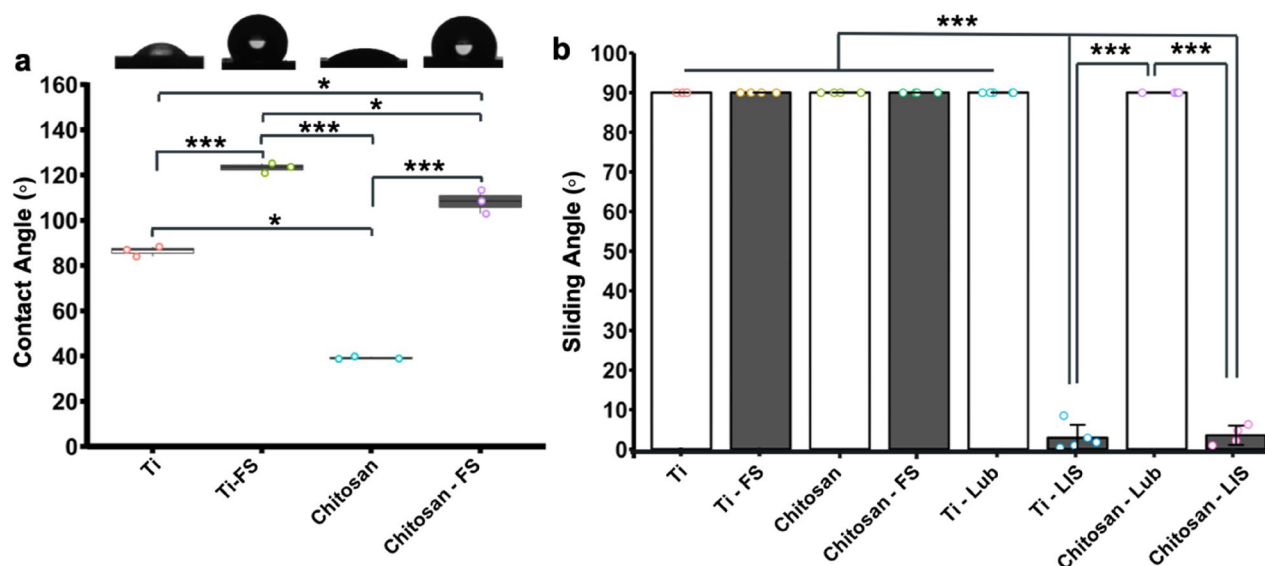 a
160
140
120
100
80
60
40
20
0
Contact Angle (○)
*
*
***
***
***
*
Ti
Ti-FS
Chitosan
Chitosan - FS
b
100
90
80
70
60
50
40
30
20
10
0
Sliding Angle (○)
***
***
***
Ti
Ti - FS
Chitosan
Chitosan - FS
Ti - Lub
Ti - LIS
Chitosan - Lub
Chitosan - LIS